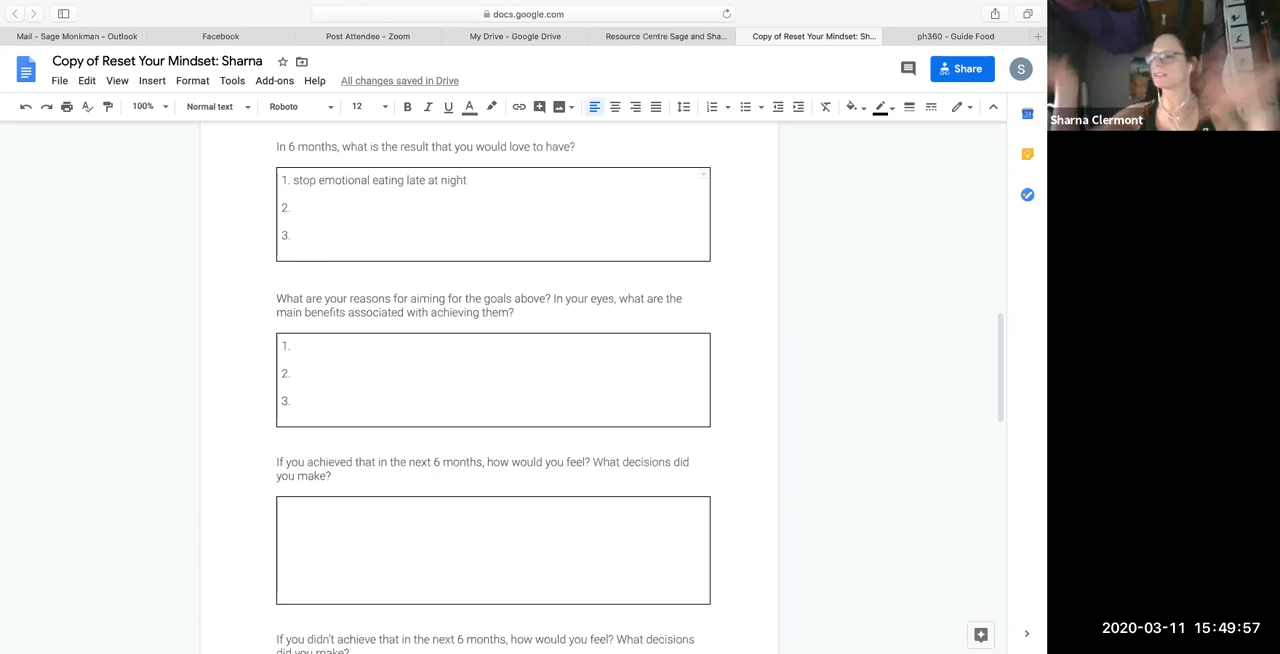 docs.google.com
Mail - Sage Monkman - Outlook
Facebook
Post Attendee - Zoom
My Drive - Google Drive
Resource Centre Sage and Sha...
Copy of Reset Your Mindset: Sh...
ph360 - Guide Food
Copy of Reset Your Mindset: Sharna
Share
S
File Edit View Insert Format Tools Add-ons Help All changes saved in Drive
100% Normal text Roboto 12 B I U A
31
Sharna Clermont
In 6 months, what is the result that you would love to have?
1. stop emotional eating late at night
2.
3.
What are your reasons for aiming for the goals above? In your eyes, what are the
main benefits associated with achieving them?
1.
2.
3.
If you achieved that in the next 6 months, how would you feel? What decisions did
you make?
If you didn't achieve that in the next 6 months, how would you feel? What decisions
did you make?
2020-03-11 15:49:57